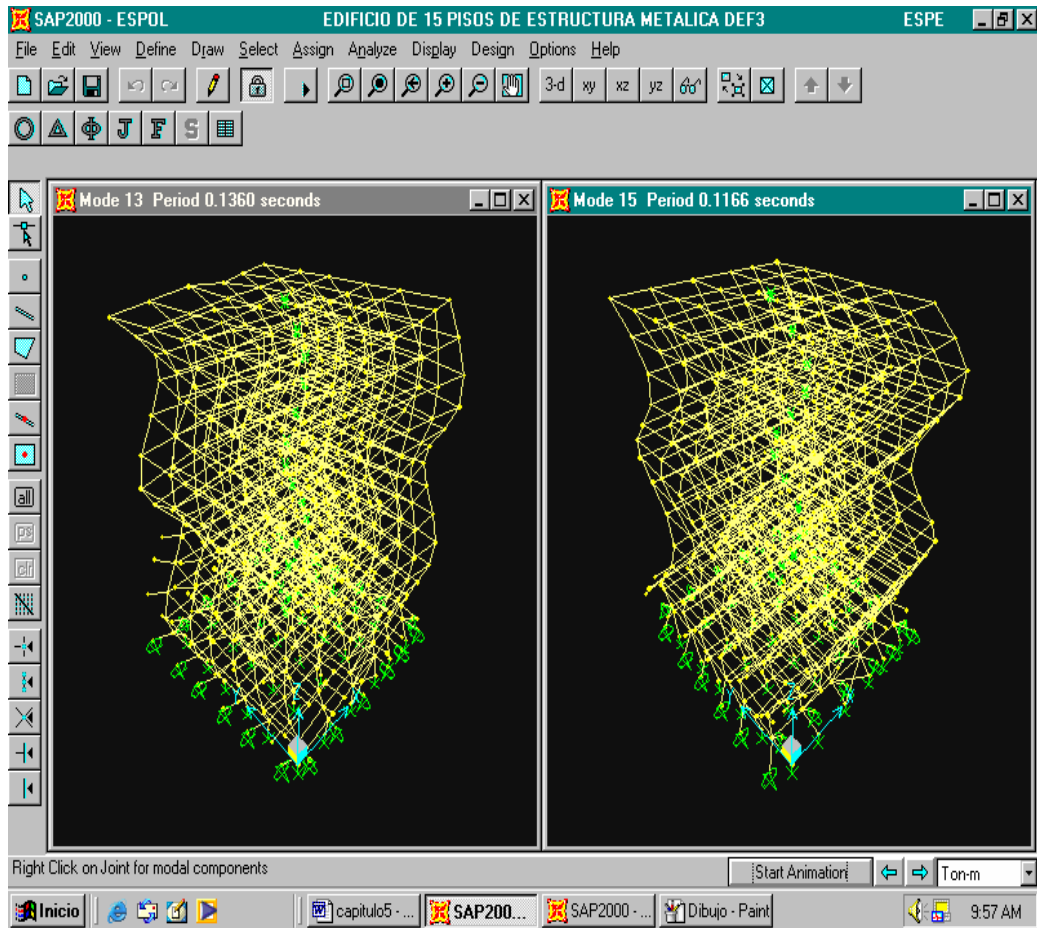 SAP2000 - ESPOL EDIFICIO DE 15 PISOS DE ESTRUCTURA METALICA DEF3 ESPE
File Edit View Define Draw Select Assign Analyze Display Design Options Help
3-d xy xz yz
J F S
Mode 13 Period 0.1360 seconds
Mode 15 Period 0.1166 seconds
all
ps
clr
Right Click on Joint for modal components
Start Animation
Ton-m
Inicio
capitulo5 - ...
SAP200...
SAP2000 - ...
Dibujo - Paint
9:57 AM